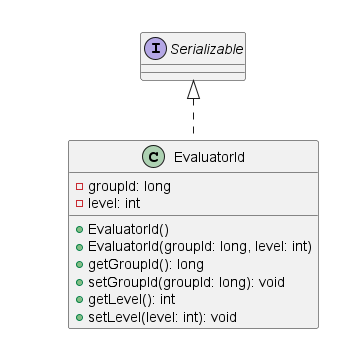 I Serializable
C EvaluatorId
groupId: long
level: int
EvaluatorId()
EvaluatorId(groupId: long, level: int)
getGroupId(): long
setGroupId(groupId: long): void
getLevel(): int
setLevel(level: int): void